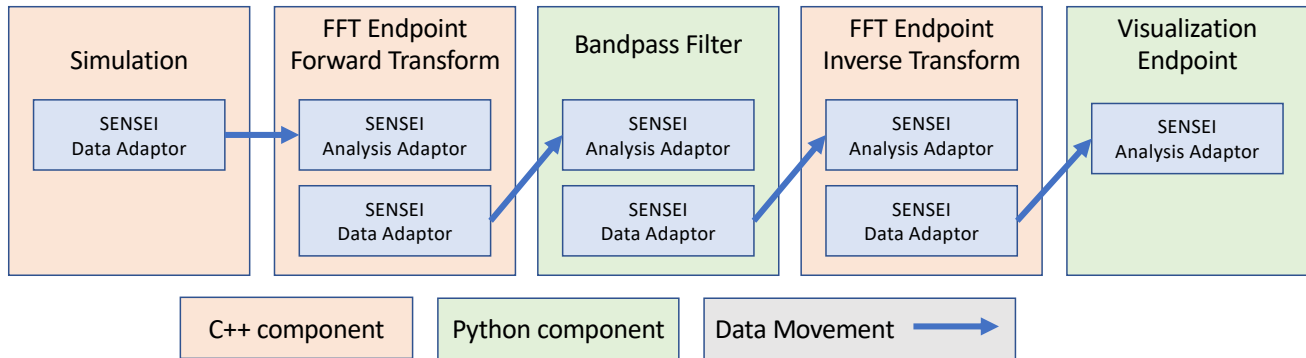 Simulation
SENSEI
Data Adaptor
FFT Endpoint
Forward Transform
SENSEI
Analysis Adaptor
SENSEI
Data Adaptor
Bandpass Filter
SENSEI
Analysis Adaptor
SENSEI
Data Adaptor
FFT Endpoint
Inverse Transform
SENSEI
Analysis Adaptor
SENSEI
Data Adaptor
Visualization
Endpoint
SENSEI
Analysis Adaptor
C++ component
Python component
Data Movement